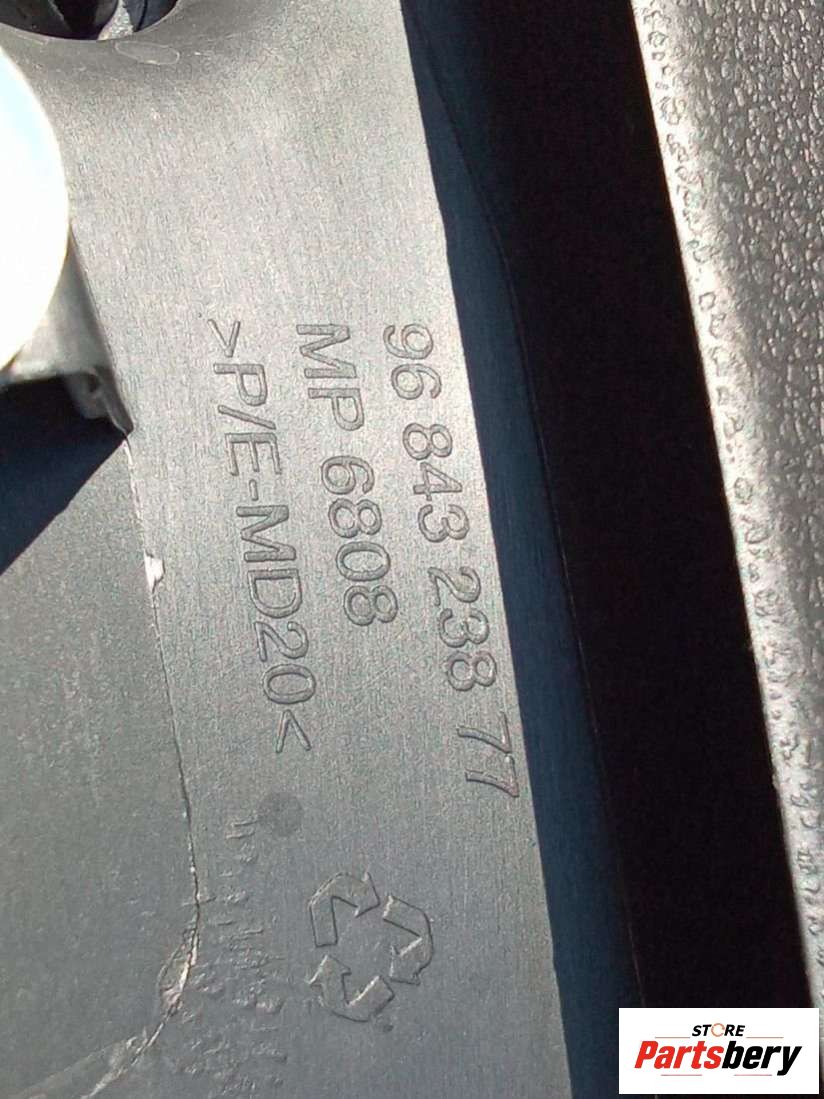 96 843 238 77
MP 6808
>P/E-MD20<
STORE
Partsbery